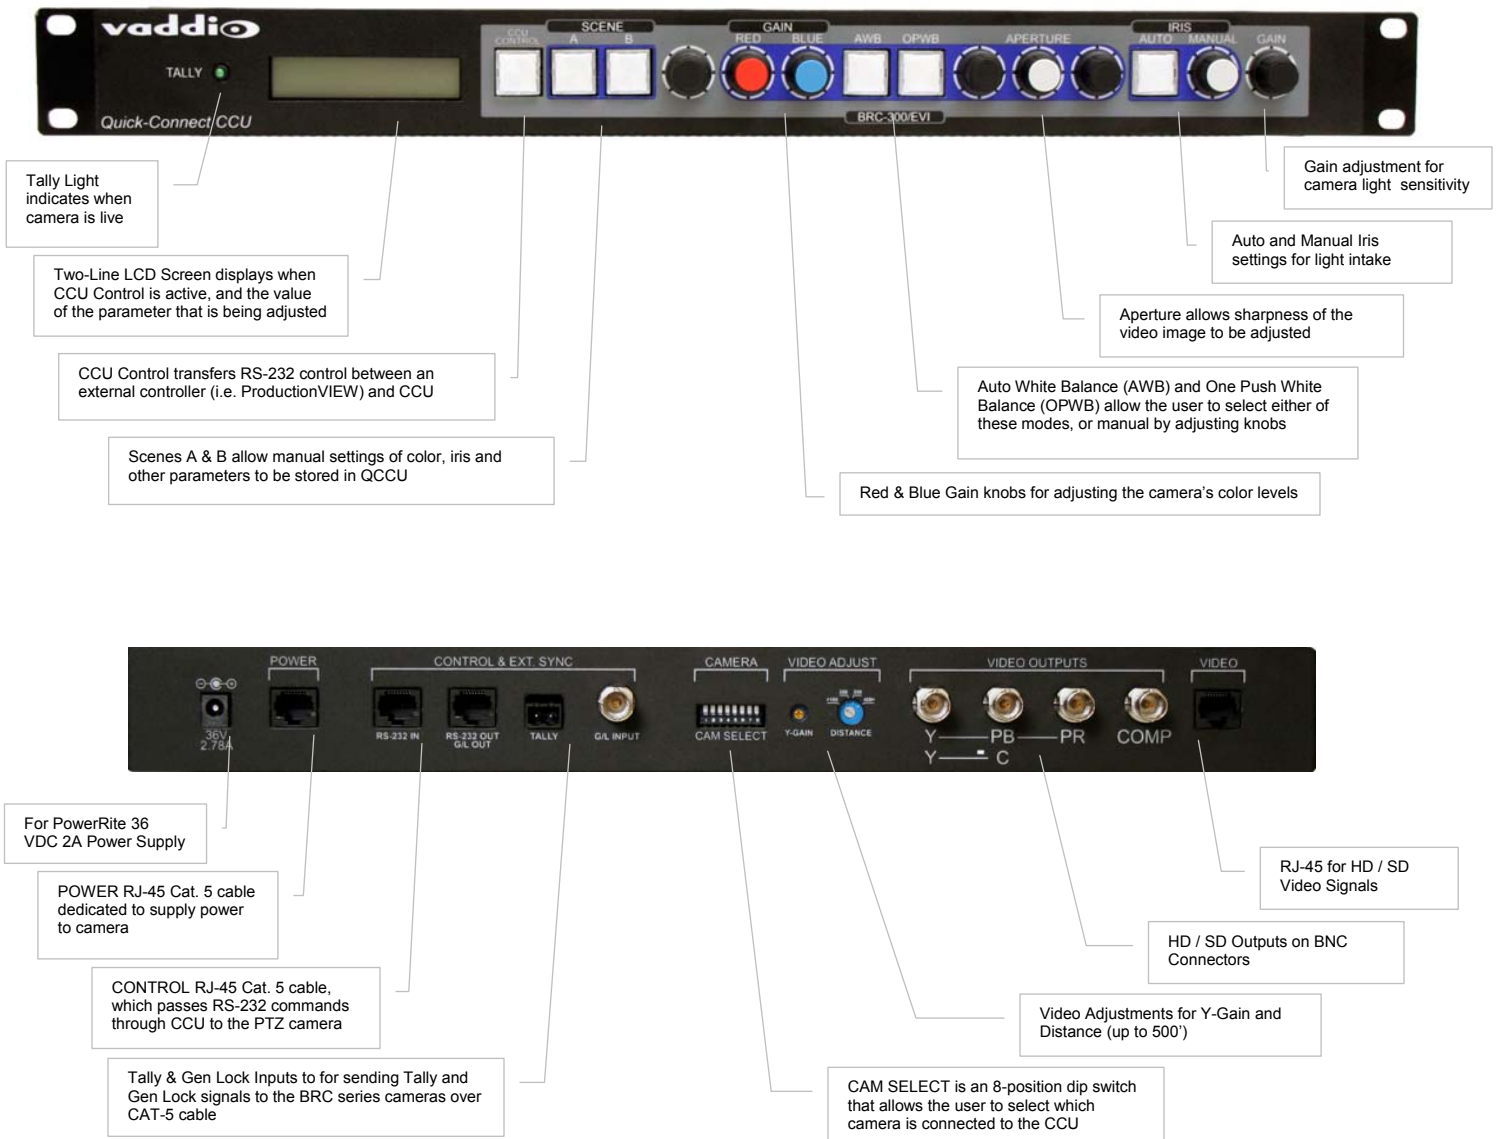 vaddio
TALLY
Quick-Connect CCU
CCU
CONTROL
SCENE
A B
GAIN
RED BLUE
AWB OPWB
APERTURE
IRIS
AUTO MANUAL
GAIN
BRC-300/EVI
Tally Light
indicates when
camera is live
Two-Line LCD Screen displays when
CCU Control is active, and the value
of the parameter that is being adjusted
CCU Control transfers RS-232 control between an
external controller (i.e. ProductionVIEW) and CCU
Scenes A & B allow manual settings of color, iris and
other parameters to be stored in QCCU
Gain adjustment for
camera light sensitivity
Auto and Manual Iris
settings for light intake
Aperture allows sharpness of the
video image to be adjusted
Auto White Balance (AWB) and One Push White
Balance (OPWB) allow the user to select either of
these modes, or manual by adjusting knobs
Red & Blue Gain knobs for adjusting the camera's color levels
36V
2.78A
POWER
CONTROL & EXT. SYNC
RS-232 IN
RS-232 OUT
G/L OUT
TALLY
G/L INPUT
CAMERA
CAM SELECT
VIDEO ADJUST
Y-GAIN
DISTANCE
VIDEO OUTPUTS
Y PB PR COMP
Y C
VIDEO
For PowerRite 36
VDC 2A Power Supply
POWER RJ-45 Cat. 5 cable
dedicated to supply power
to camera
CONTROL RJ-45 Cat. 5 cable,
which passes RS-232 commands
through CCU to the PTZ camera
Tally & Gen Lock Inputs to for sending Tally and
Gen Lock signals to the BRC series cameras over
CAT-5 cable
RJ-45 for HD / SD
Video Signals
HD / SD Outputs on BNC
Connectors
Video Adjustments for Y-Gain and
Distance (up to 500')
CAM SELECT is an 8-position dip switch
that allows the user to select which
camera is connected to the CCU